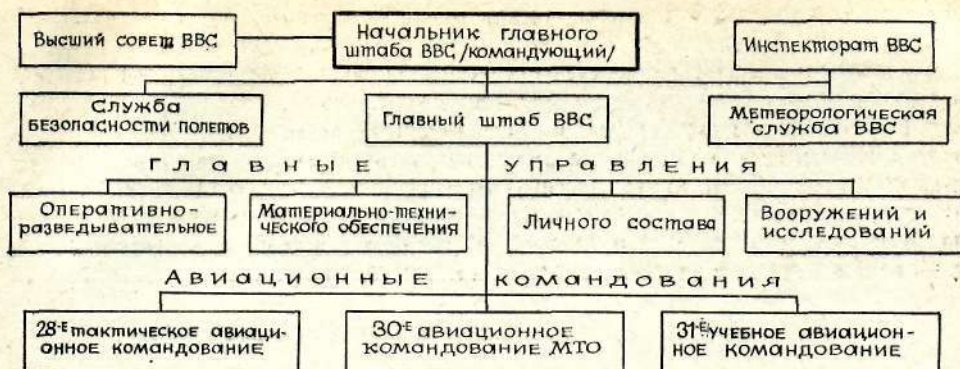 Высший совет ВВС
Начальник главного
штаба ВВС /командующий/
Инспекторат ВВС
Служба
безопасности полетов
Главный штаб ВВС
Метеорологическая
служба ВВС
Главные управления
Оперативно-
разведывательное
Материально-техни-
ческого обеспечения
Личного состава
Вооружений и
исследований
Авиационные командования
28-е тактическое авиаци-
онное командование
30-е авиационное
командование МТО
31-е учебное авиацион-
ное командование